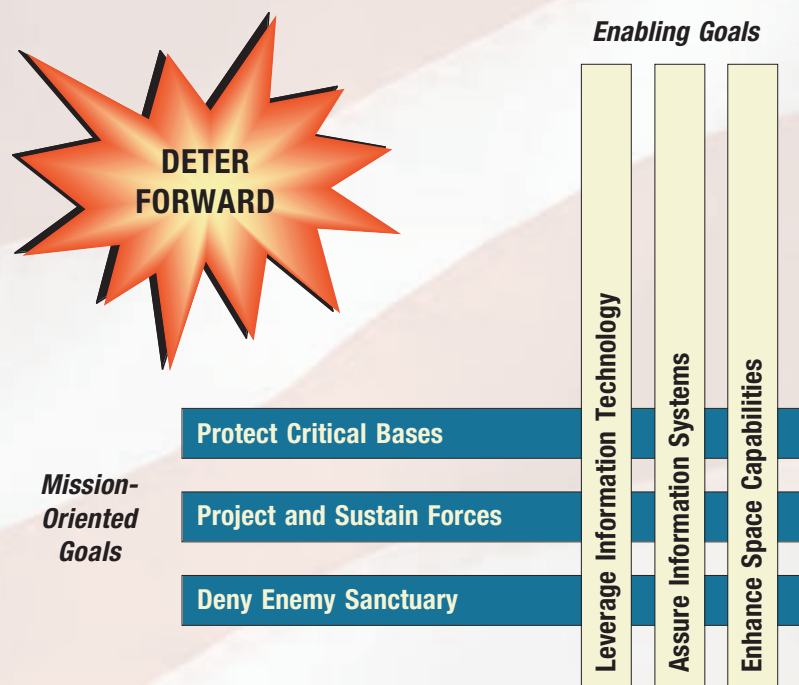 Enabling Goals
DETER
FORWARD
Leverage Information Technology
Assure Information Systems
Enhance Space Capabilities
Mission-
Oriented
Goals
Protect Critical Bases
Project and Sustain Forces
Deny Enemy Sanctuary